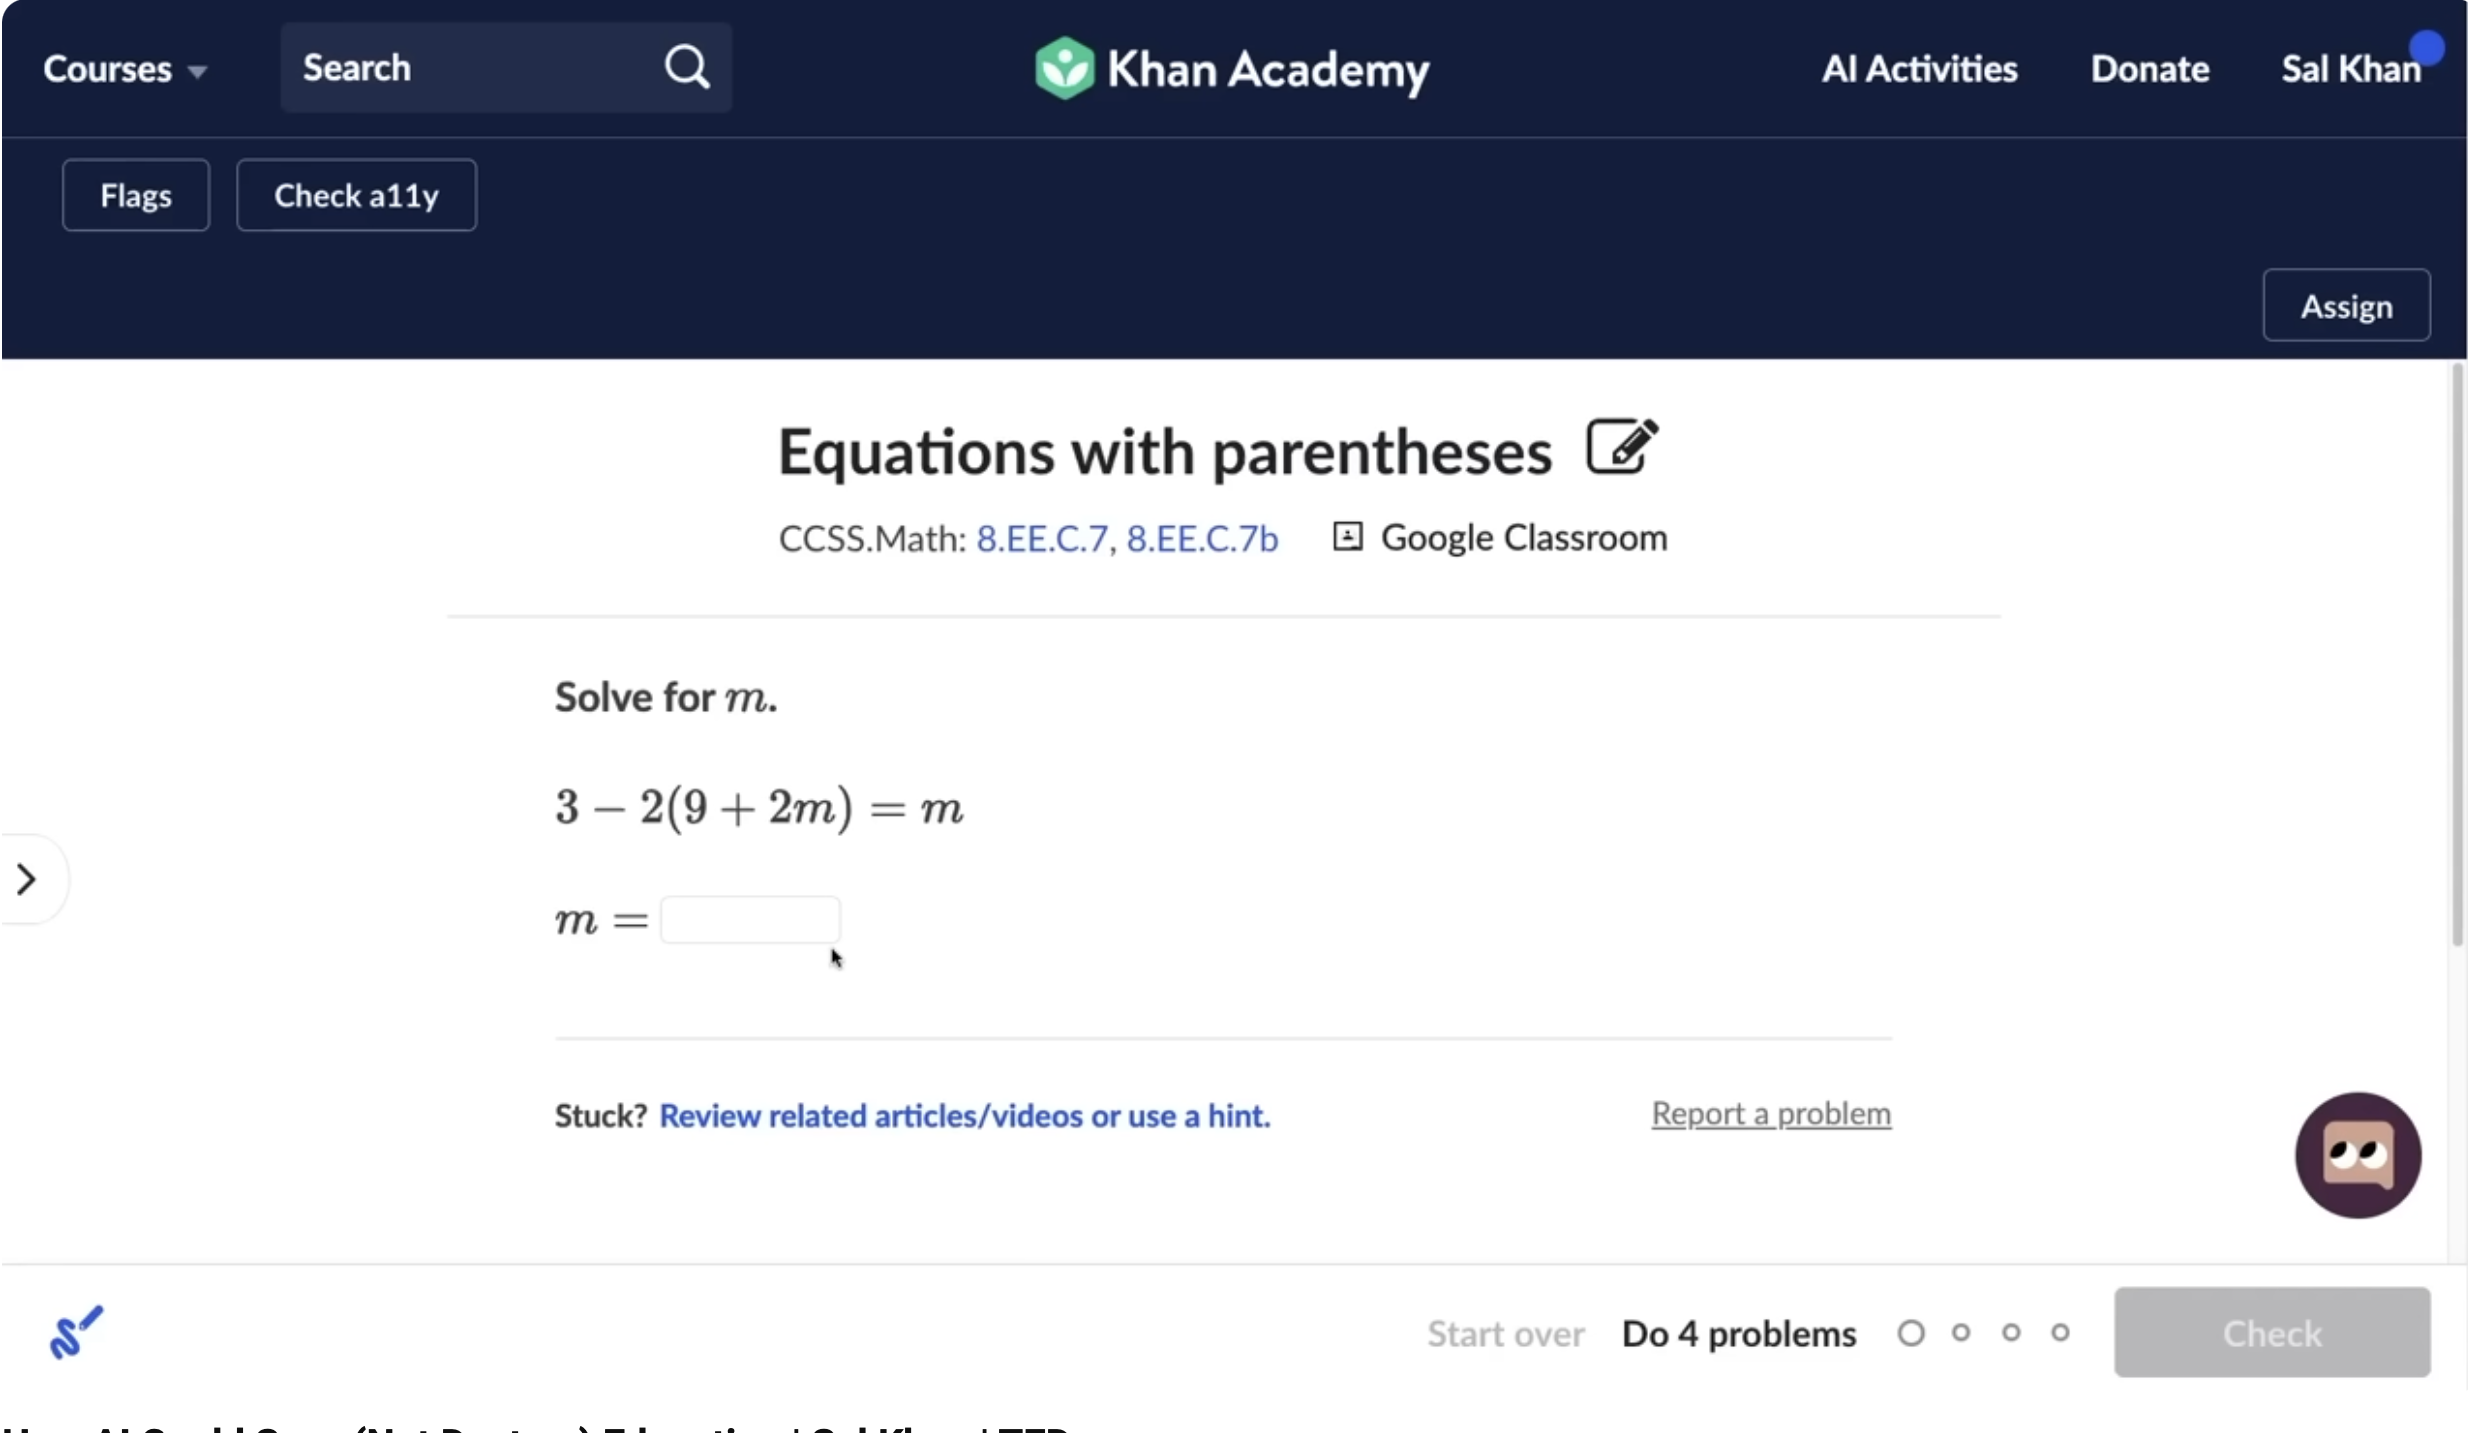 Courses Search Khan Academy AI Activities Donate Sal Khan
Flags Check a11y
Assign
Equations with parentheses
CCSS.Math: 8.EE.C.7, 8.EE.C.7b Google Classroom
Solve for m.
3 − 2(9 + 2m) = m
m =
Stuck? Review related articles/videos or use a hint. Report a problem
Start over Do 4 problems Check